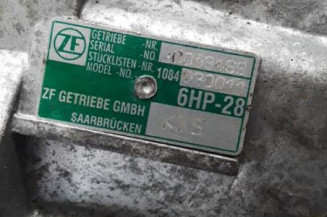 ZF
GETRIEBE -NR.
SERIAL -NO.
STÜCKLISTEN -NR.
MODEL -NO. 1084
6HP-28
ZF GETRIEBE GMBH
SAARBRÜCKEN